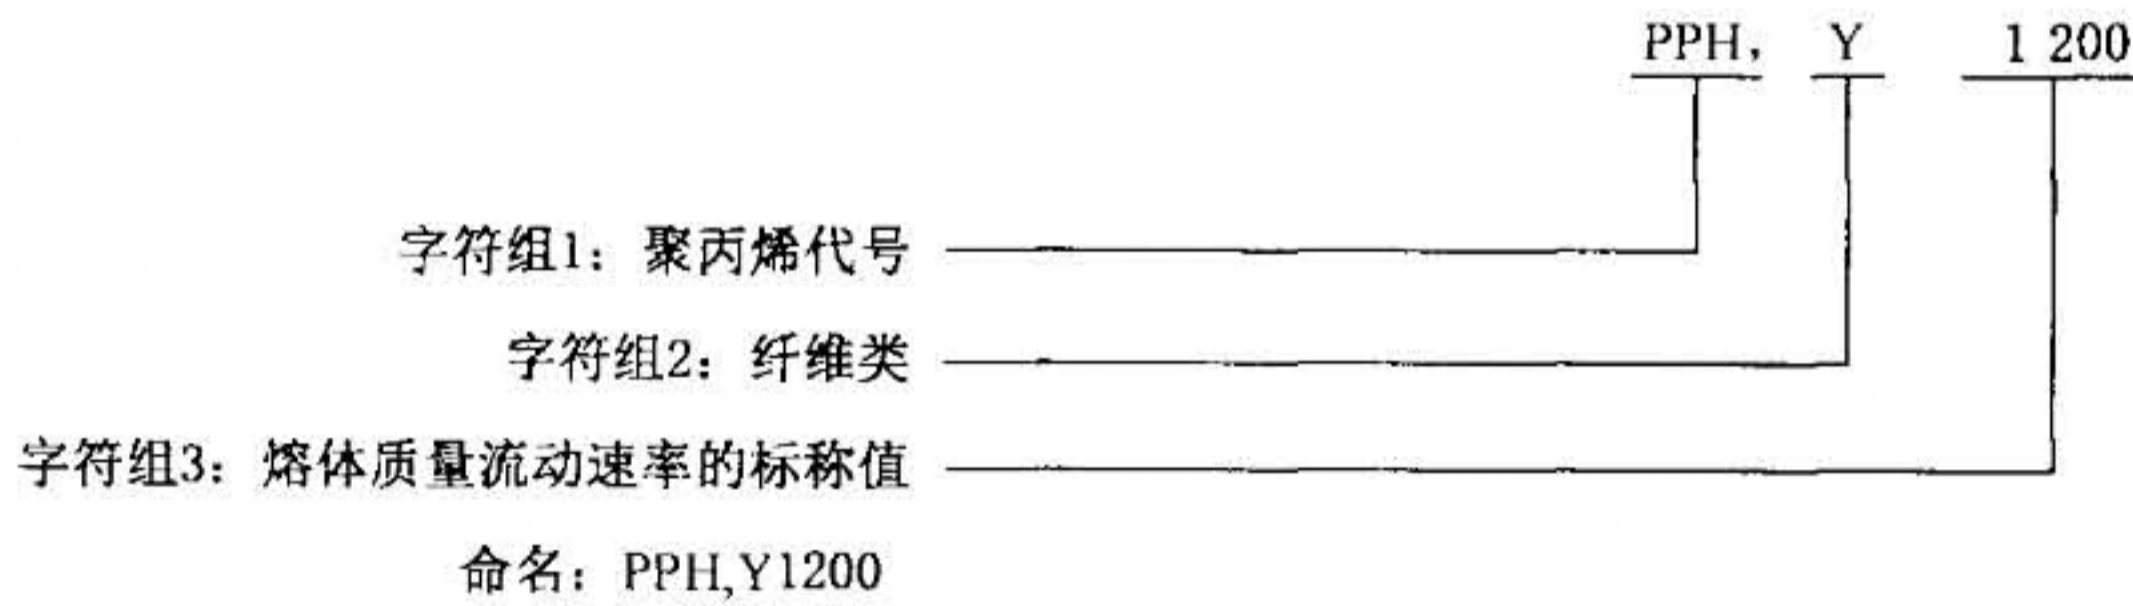 PPH, Y 1 200
字符组1：聚丙烯代号
字符组2：纤维类
字符组3：熔体质量流动速率的标称值
命名：PPH,Y1200